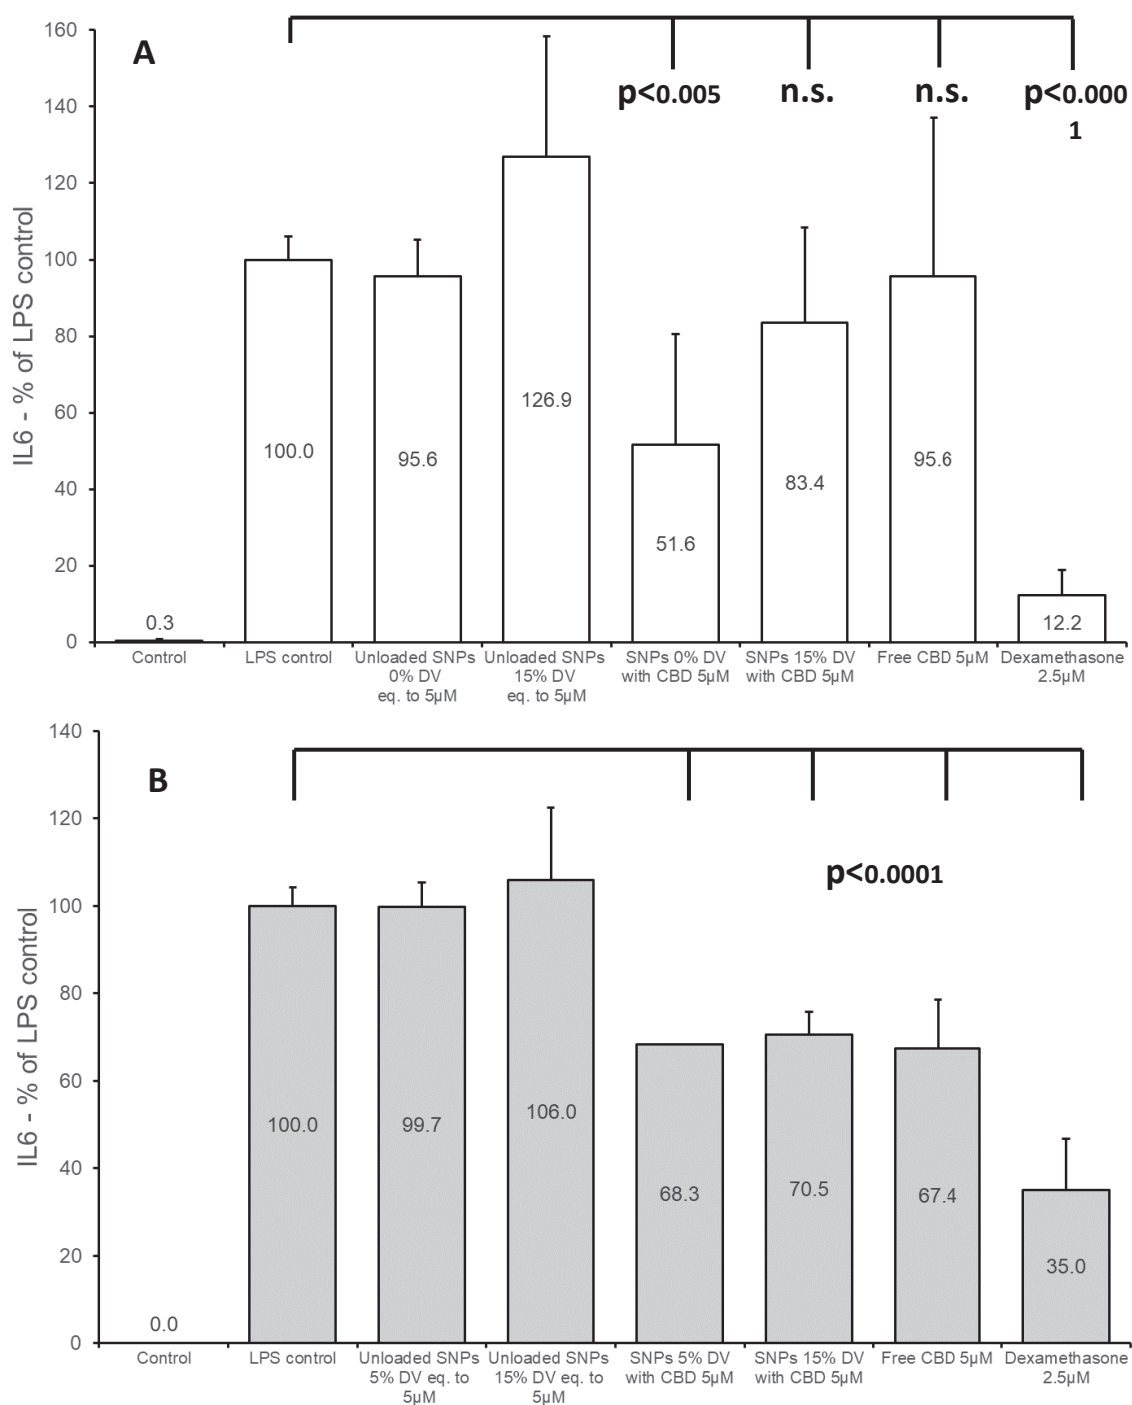 A
p<0.005
n.s.
n.s.
p<0.000
1
IL6 - % of LPS control
160
140
120
100
80
60
40
20
0
0.3
100.0
95.6
126.9
51.6
83.4
95.6
12.2
Control
LPS control
Unloaded SNPs
0% DV
eq. to 5µM
Unloaded SNPs
15% DV
eq. to 5µM
SNPs 0% DV
with CBD 5µM
SNPs 15% DV
with CBD 5µM
Free CBD 5µM
Dexamethasone
2.5µM
B
p<0.0001
IL6 - % of LPS control
140
120
100
80
60
40
20
0
0.0
100.0
99.7
106.0
68.3
70.5
67.4
35.0
Control
LPS control
Unloaded SNPs
5% DV eq. to
5µM
Unloaded SNPs
15% DV eq. to
5µM
SNPs 5% DV
with CBD 5µM
SNPs 15% DV
with CBD 5µM
Free CBD 5µM
Dexamethasone
2.5µM